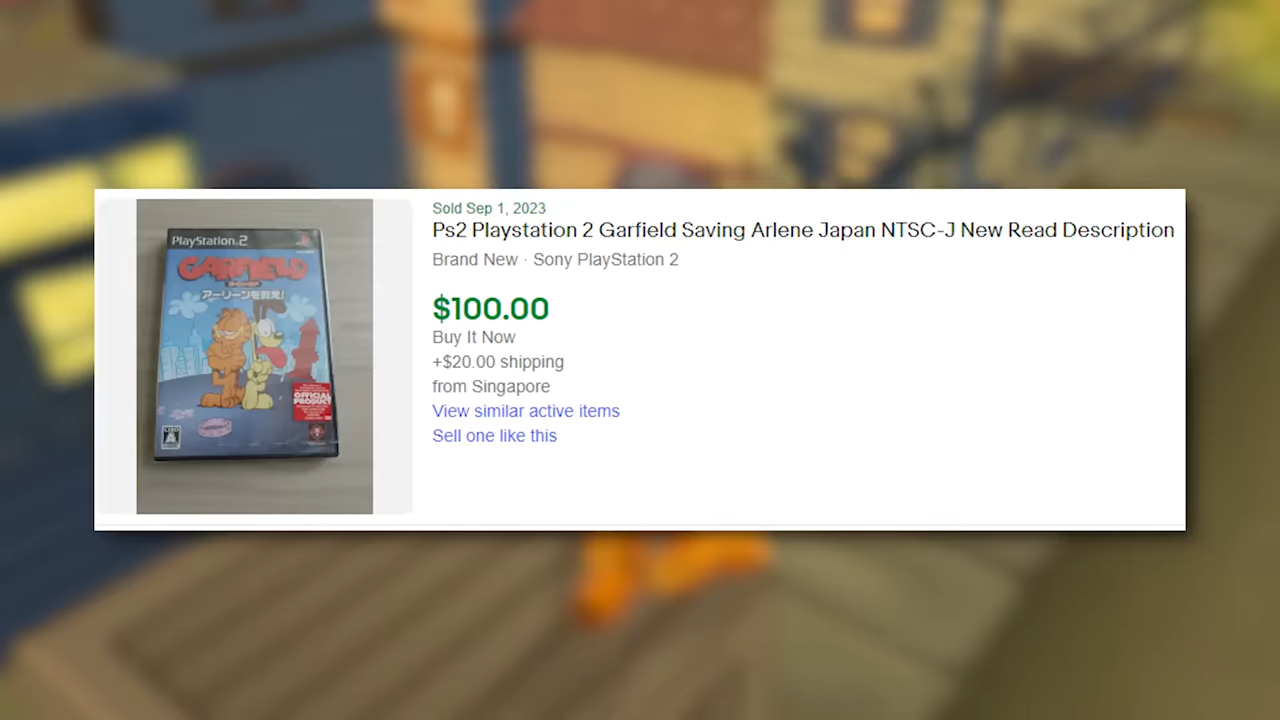 Sold Sep 1, 2023
Ps2 Playstation 2 Garfield Saving Arlene Japan NTSC-J New Read Description
Brand New · Sony PlayStation 2
$100.00
Buy It Now
+$20.00 shipping
from Singapore
View similar active items
Sell one like this
PlayStation.2
GARFIELD
アーリーンを救え!
OFFICIAL
PRODUCT